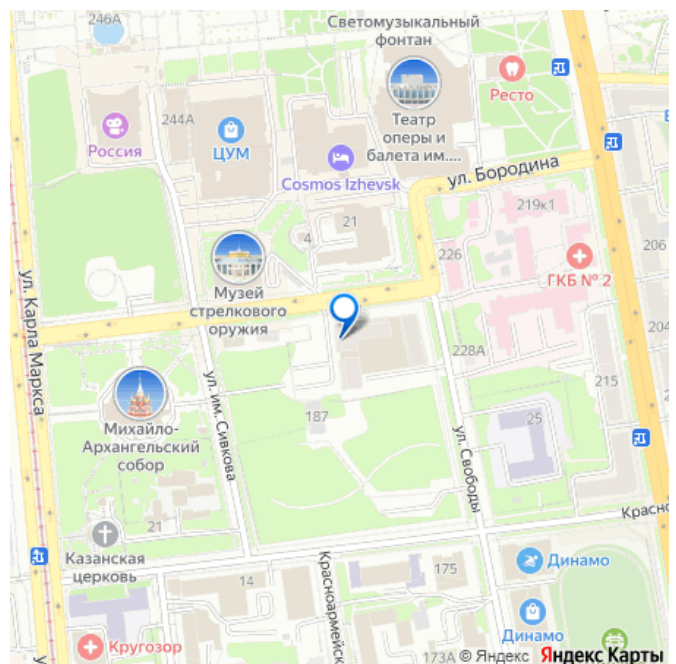 246А
Светомузыкальный
фонтан
Ресто
244А
Россия
ЦУМ
Театр
оперы и
балета им....
Cosmos Izhevsk
ул. Бородина
219к1
21
4
226
206
ГКБ № 2
Музей
стрелкового
оружия
ул. Карла Маркса
204
228А
215
ул. им. Сивкова
Михайло-
Архангельский
собор
187
25
ул. Свободы
21
Красно
Казанская
церковь
14
Красноармейск
175
Динамо
Динамо
Кругозор
173А
© Яндекс Яндекс Карты